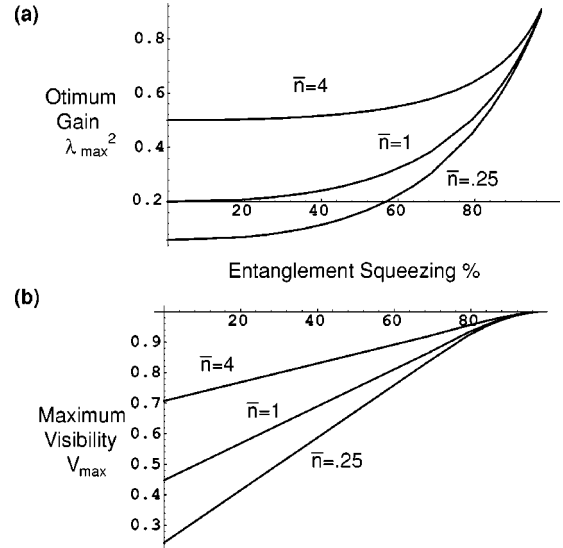 (a)
0.8
0.6
0.4
0.2
Otimum
Gain
λ max²
n̄=4
n̄=1
n̄=.25
20 40 60 80
Entanglement Squeezing %
(b)
20 40 60 80
0.9
0.8
0.7
0.6
0.5
0.4
0.3
Maximum
Visibility
Vmax
n̄=4
n̄=1
n̄=.25